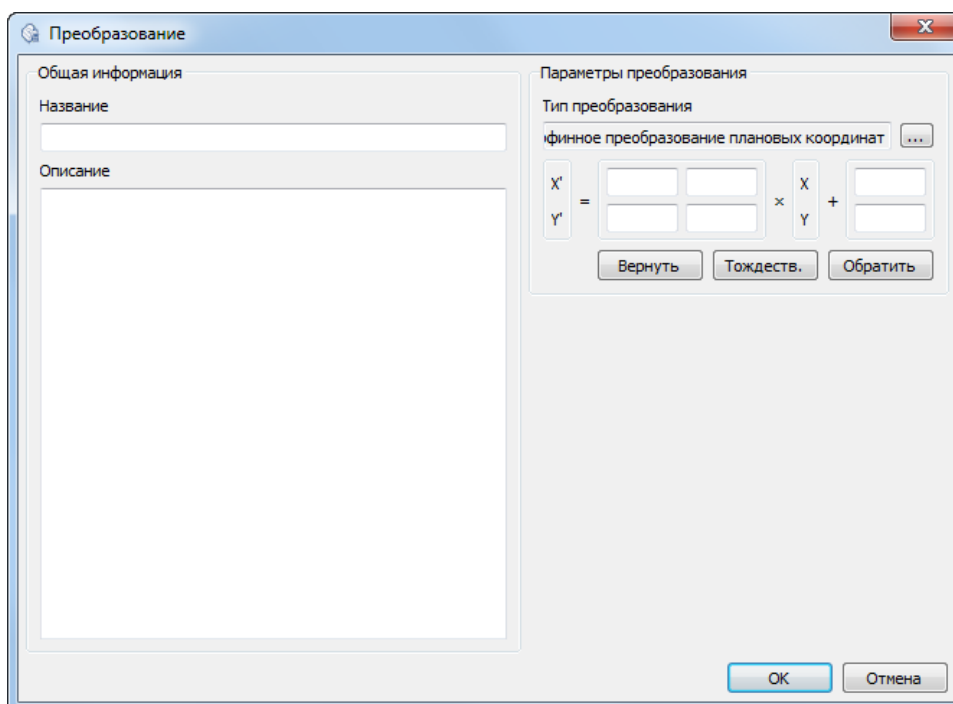 Преобразование
Общая информация
Название
Описание
Параметры преобразования
Тип преобразования
финное преобразование плановых координат ...
X' = × X +
Y' Y
Вернуть Тождеств. Обратить
OK Отмена